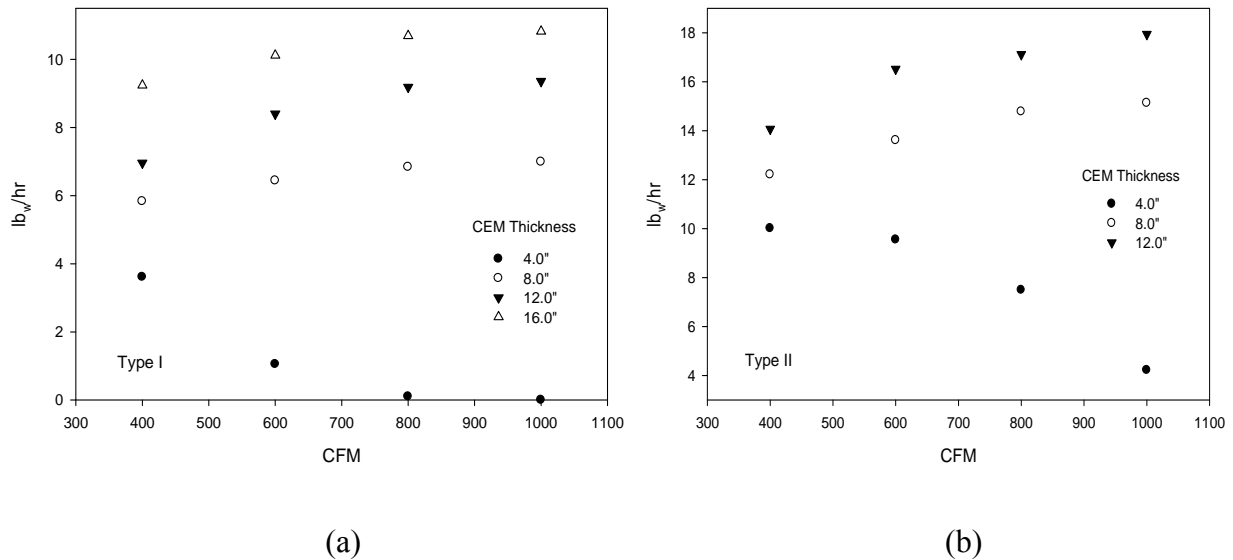 10
8
6
4
2
0
lb_w/hr
CEM Thickness
4.0"
8.0"
12.0"
16.0"
Type I
300 400 500 600 700 800 900 1000 1100
CFM
(a)
18
16
14
12
10
8
6
4
lb_w/hr
CEM Thickness
4.0"
8.0"
12.0"
Type II
300 400 500 600 700 800 900 1000 1100
CFM
(b)